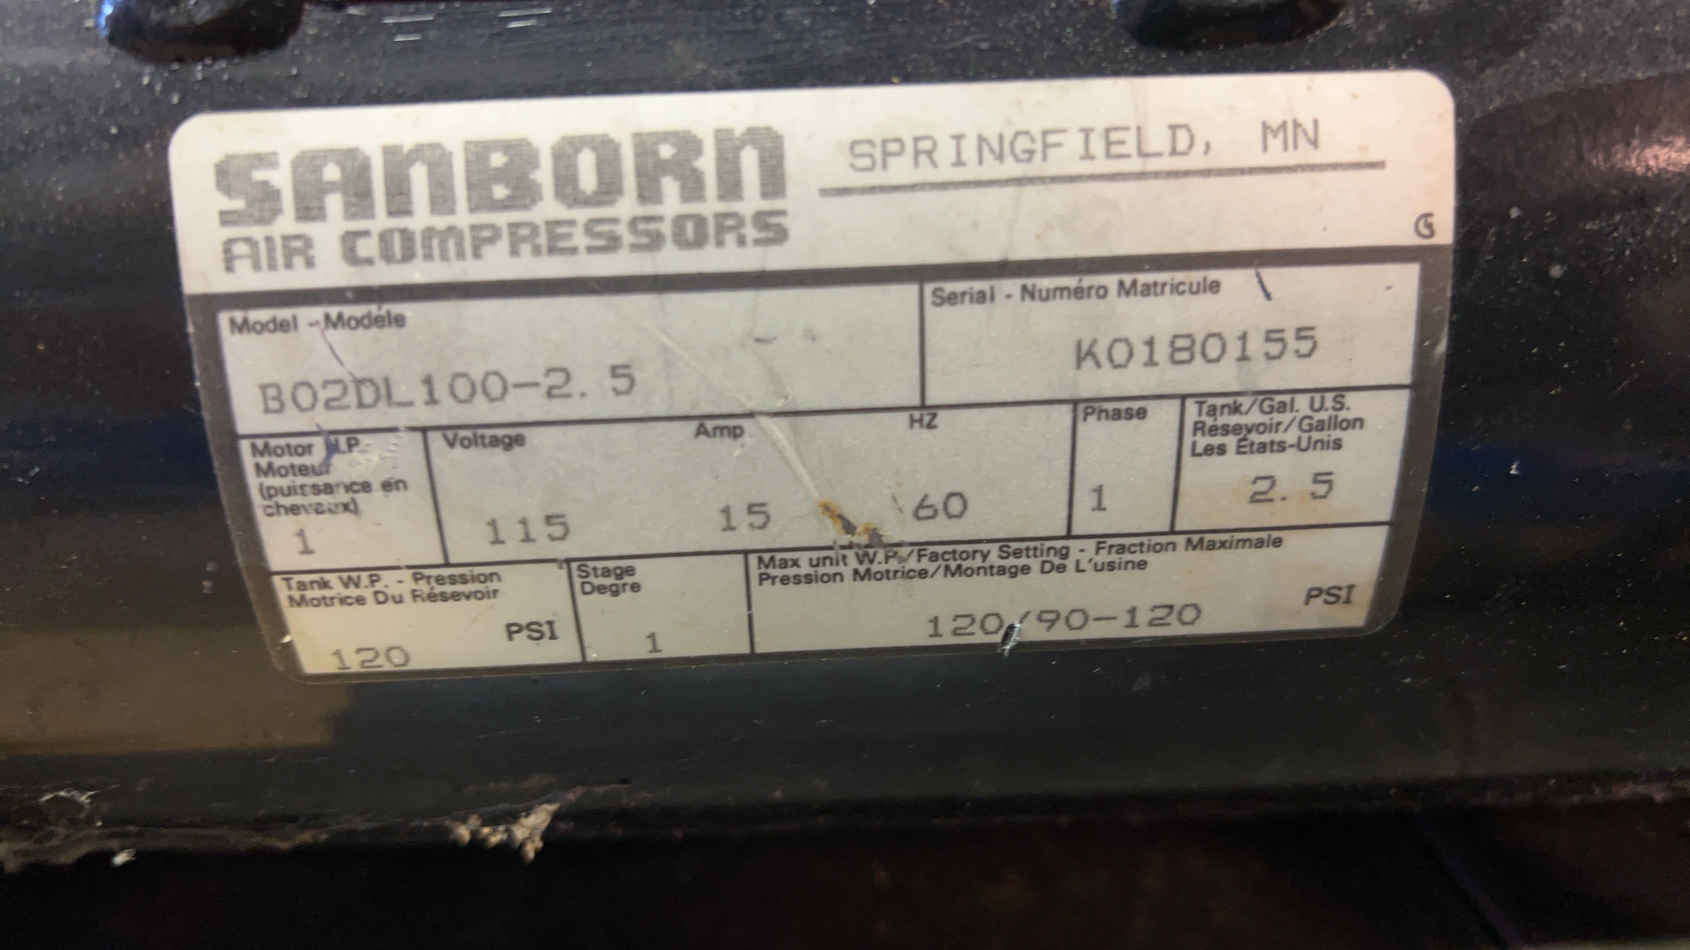 SANBORN
AIR COMPRESSORS
SPRINGFIELD, MN
G
Model - Modéle
B02DL100-2.5
Serial - Numéro Matricule
K0180155
Motor H.P.
Moteur
(puissance en
chevaux)
1
Voltage
115
Amp
15
HZ
60
Phase
1
Tank/Gal. U.S.
Résevoir/Gallon
Les États-Unis
2.5
Tank W.P. - Pression
Motrice Du Résevoir
120 PSI
Stage
Degre
1
Max unit W.P./Factory Setting - Fraction Maximale
Pression Motrice/Montage De L'usine
120/90-120 PSI